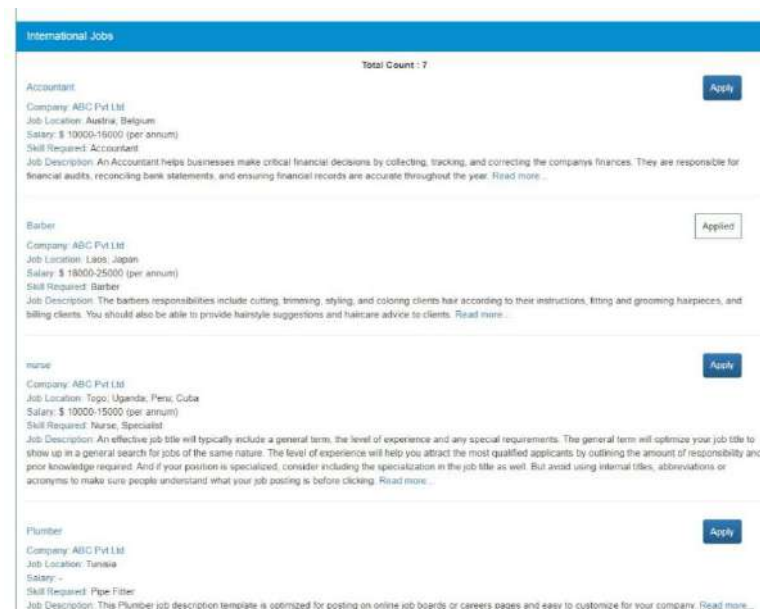 International Jobs
Total Count : 7
Accountant
Apply
Company: ABC Pvt Ltd
Job Location: Austria, Belgium
Salary: $ 10000-16000 (per annum)
Skill Required: Accountant
Job Description: An Accountant helps businesses make critical financial decisions by collecting, tracking, and correcting the companys finances. They are responsible for
financial audits, reconciling bank statements, and ensuring financial records are accurate throughout the year. Read more...
Barber
Applied
Company: ABC Pvt Ltd
Job Location: Laos, Japan
Salary: $ 18000-25000 (per annum)
Skill Required: Barber
Job Description: The barbers responsibilities include cutting, trimming, styling, and coloring clients hair according to their instructions, fitting and grooming hairpieces, and
billing clients. You should also be able to provide hairstyle suggestions and haircare advice to clients. Read more...
nurse
Apply
Company: ABC Pvt Ltd
Job Location: Togo, Uganda, Peru, Cuba
Salary: $ 10000-15000 (per annum)
Skill Required: Nurse, Specialist
Job Description: An effective job title will typically include a general term, the level of experience and any special requirements. The general term will optimize your job title to
show up in a general search for jobs of the same nature. The level of experience will help you attract the most qualified applicants by outlining the amount of responsibility and
prior knowledge required. And if your position is specialized, consider including the specialization in the job title as well. But avoid using internal titles, abbreviations or
acronyms to make sure people understand what your job posting is before clicking. Read more...
Plumber
Apply
Company: ABC Pvt Ltd
Job Location: Tunisia
Salary: -
Skill Required: Pipe Fitter
Job Description: This Plumber job description template is optimized for posting on online job boards or careers pages and easy to customize for your company. Read more...